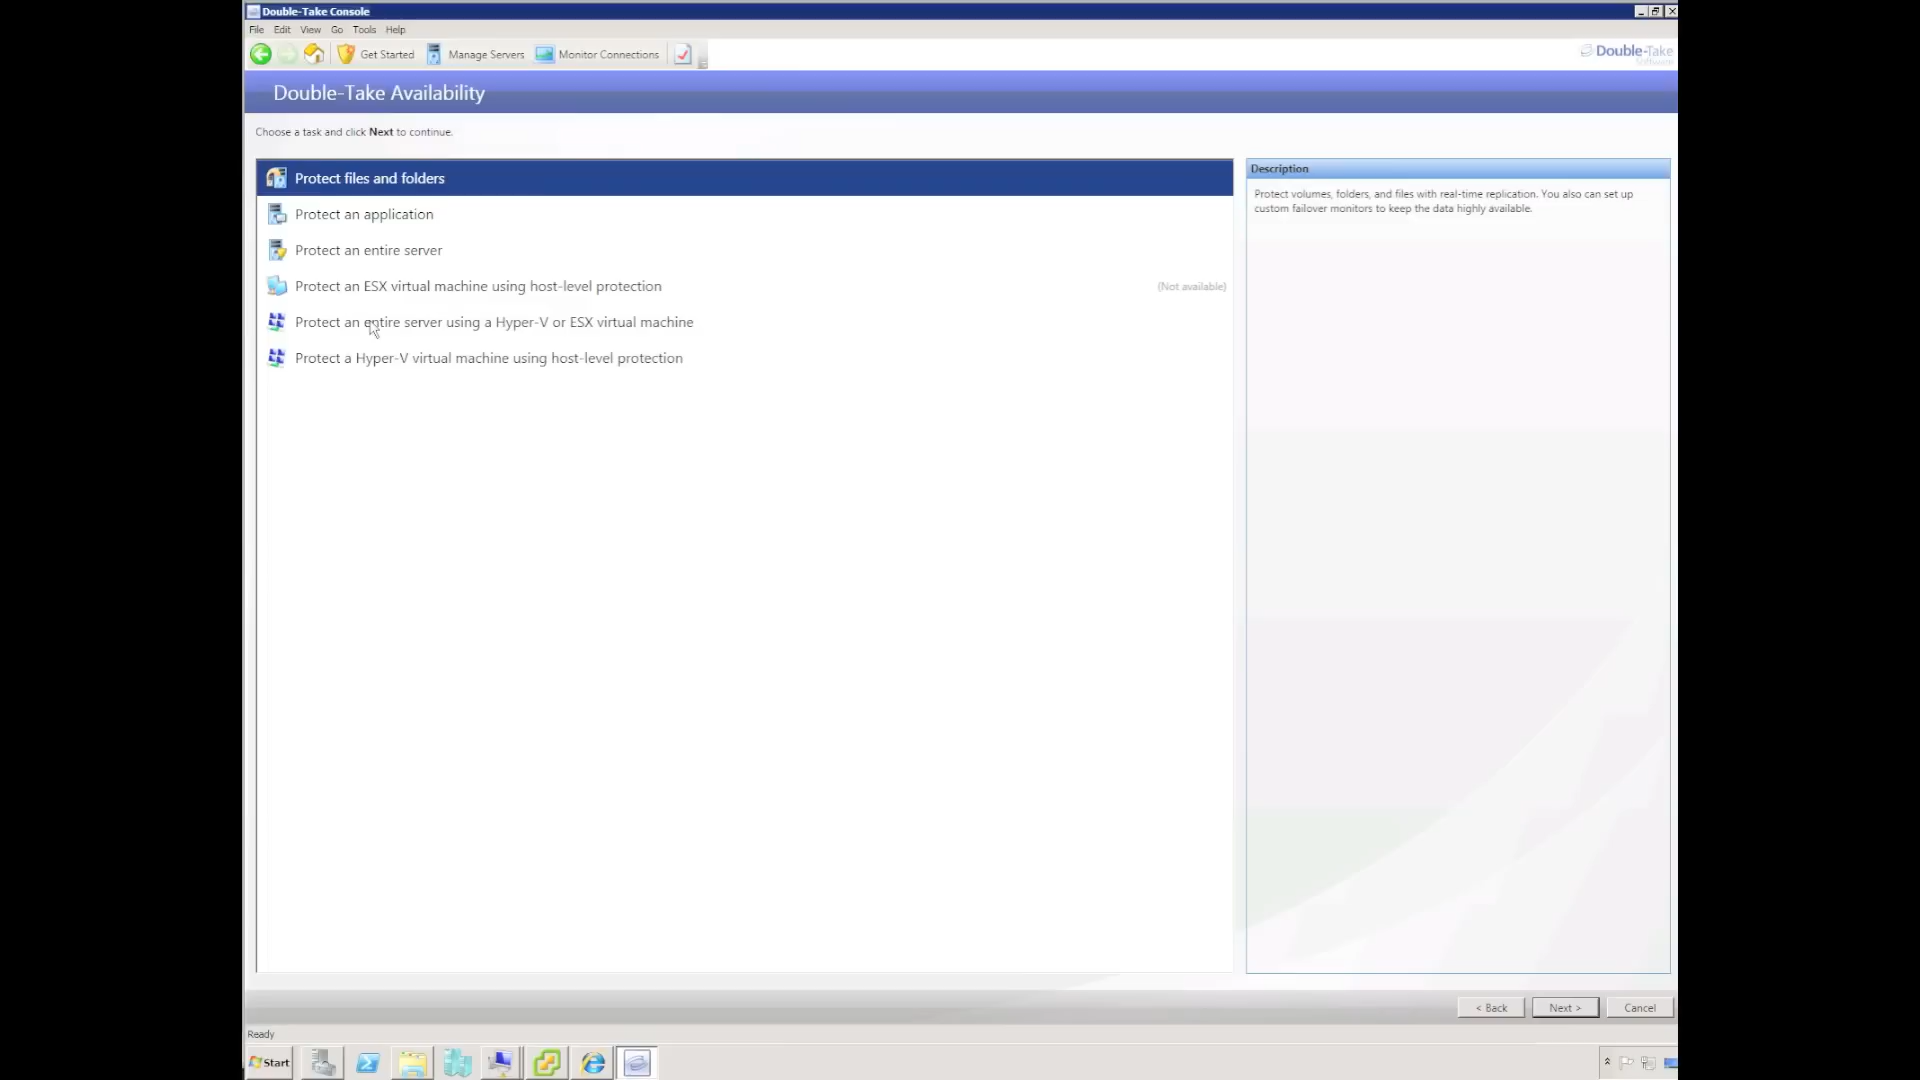 Double-Take Console
File Edit View Go Tools Help
Get Started Manage Servers Monitor Connections
Double-Take
Software
Double-Take Availability
Choose a task and click Next to continue.
Protect files and folders
Protect an application
Protect an entire server
Protect an ESX virtual machine using host-level protection (Not available)
Protect an entire server using a Hyper-V or ESX virtual machine
Protect a Hyper-V virtual machine using host-level protection
Description
Protect volumes, folders, and files with real-time replication. You also can set up
custom failover monitors to keep the data highly available.
< Back Next > Cancel
Ready
Start